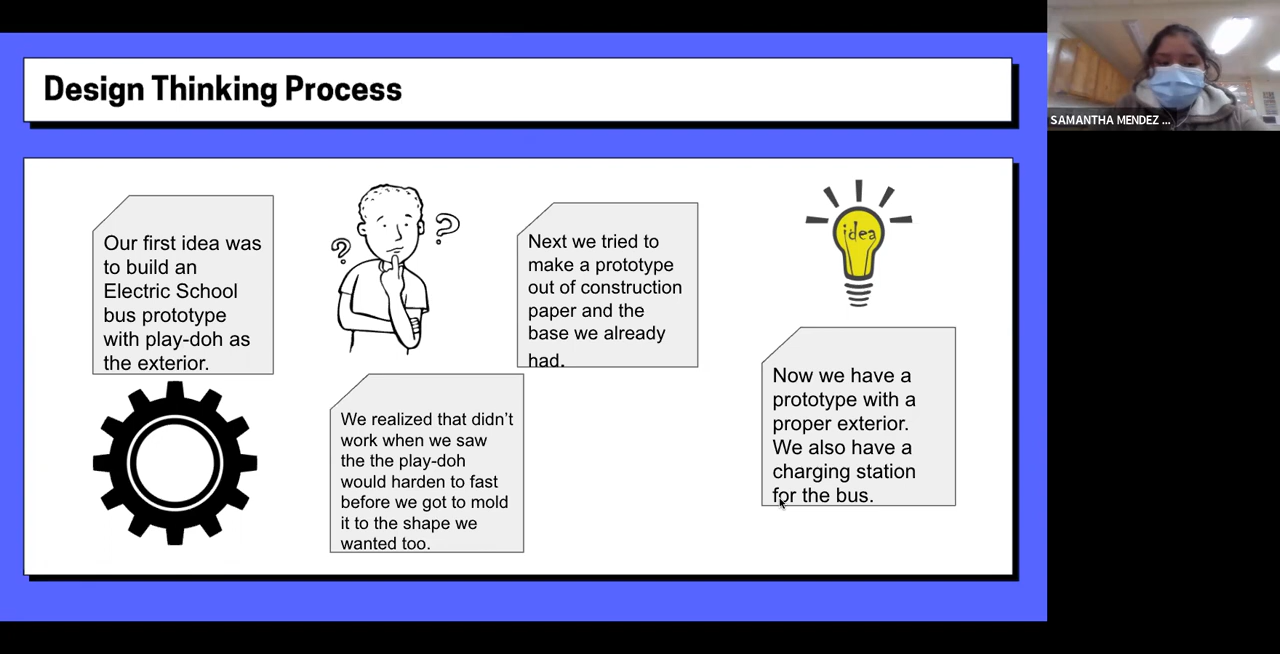 Design Thinking Process
SAMANTHA MENDEZ ...
Our first idea was
to build an
Electric School
bus prototype
with play-doh as
the exterior.
We realized that didn't
work when we saw
the the play-doh
would harden to fast
before we got to mold
it to the shape we
wanted too.
Next we tried to
make a prototype
out of construction
paper and the
base we already
had.
idea
Now we have a
prototype with a
proper exterior.
We also have a
charging station
for the bus.